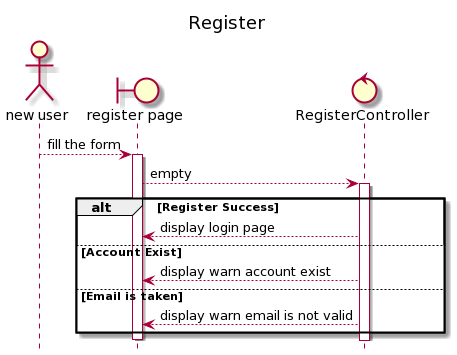 Register
new user
register page
RegisterController
fill the form
empty
alt [Register Success]
display login page
[Account Exist]
display warn account exist
[Email is taken]
display warn email is not valid